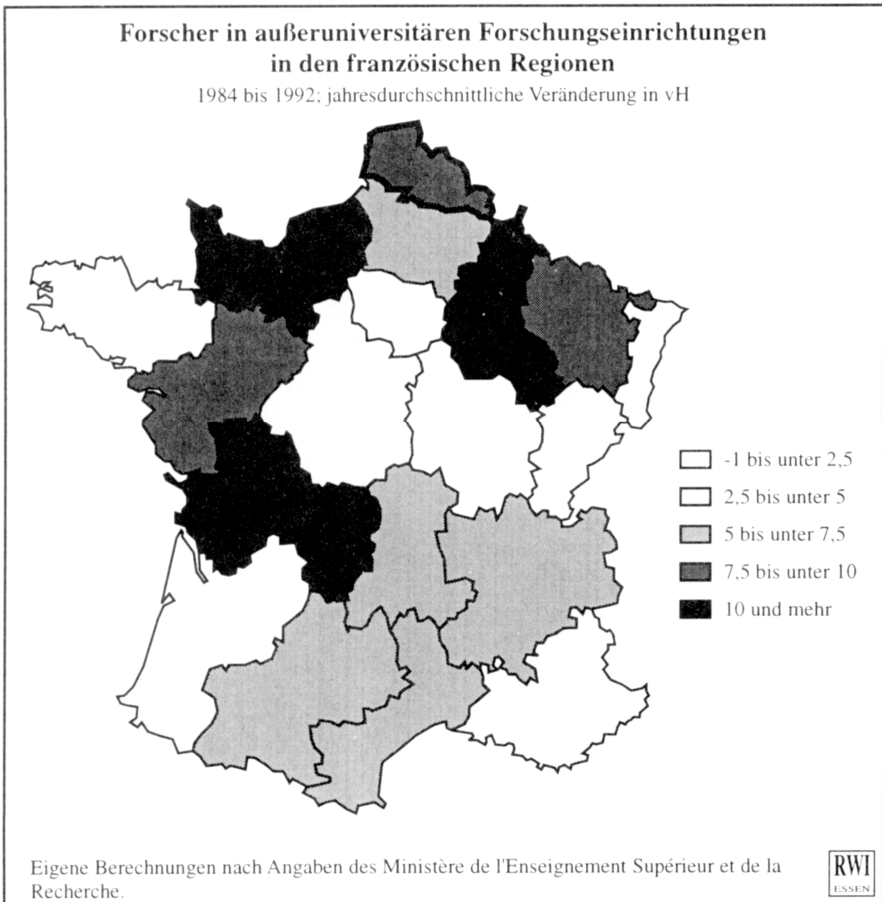 Forscher in außeruniversitären Forschungseinrichtungen
in den französischen Regionen
1984 bis 1992; jahresdurchschnittliche Veränderung in vH
-1 bis unter 2,5
2,5 bis unter 5
5 bis unter 7,5
7,5 bis unter 10
10 und mehr
Eigene Berechnungen nach Angaben des Ministère de l'Enseignement Supérieur et de la
Recherche.
RWI
ESSEN